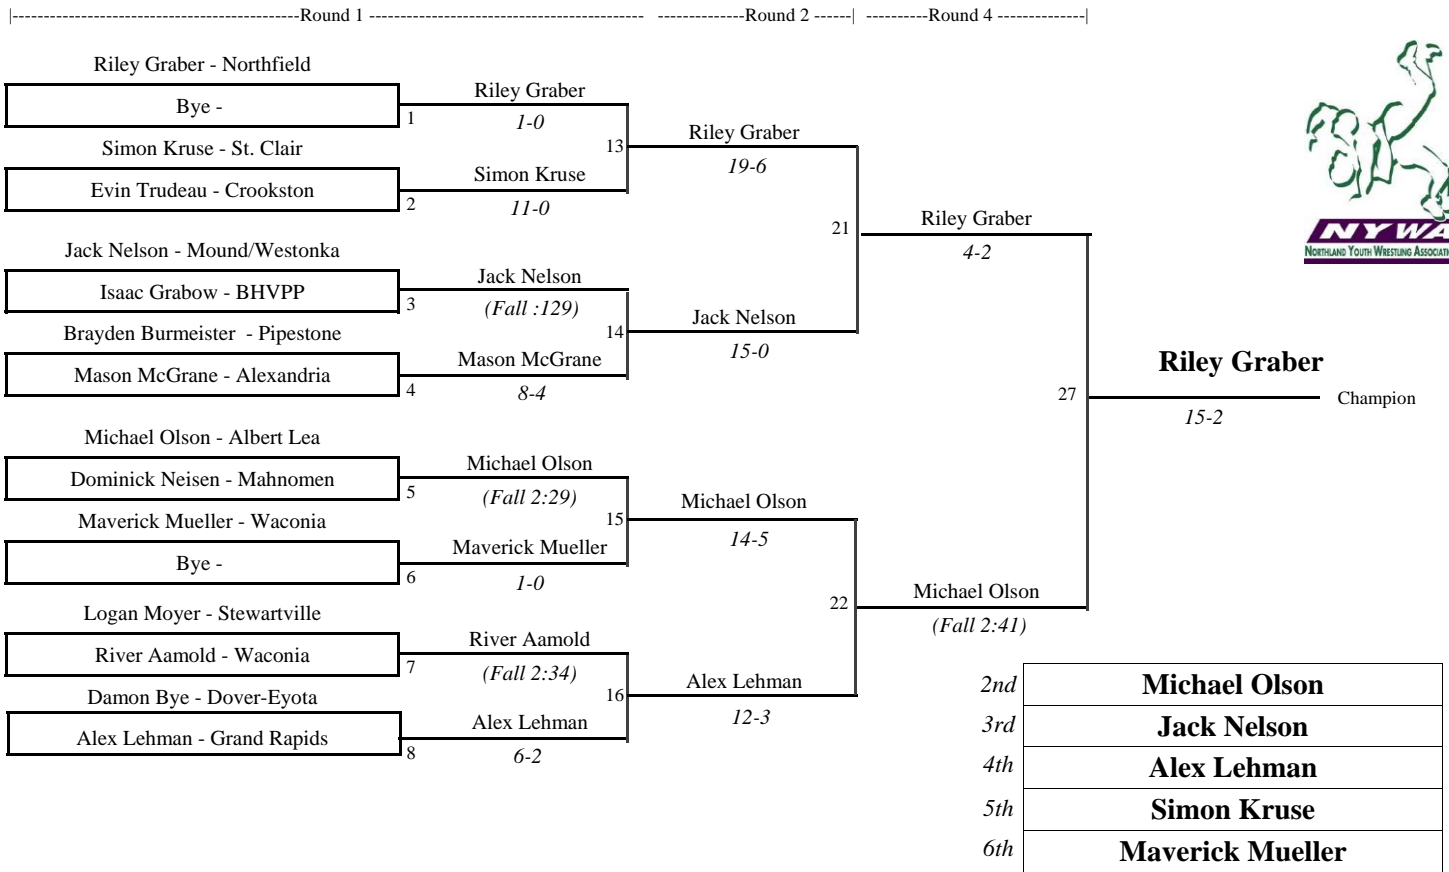 |------------------------------------------Round 1 ---------------------------------------- --------------Round 2 ------| ----------Round 4 --------------|
Riley Graber - Northfield
Bye -
1
Riley Graber
1-0
Simon Kruse - St. Clair
Evin Trudeau - Crookston
2
Simon Kruse
11-0
13
Riley Graber
19-6
Jack Nelson - Mound/Westonka
Isaac Grabow - BHVPP
3
Jack Nelson
(Fall :129)
Brayden Burmeister - Pipestone
Mason McGrane - Alexandria
4
Mason McGrane
8-4
14
Jack Nelson
15-0
21
Riley Graber
4-2
Michael Olson - Albert Lea
Dominick Neisen - Mahnomen
5
Michael Olson
(Fall 2:29)
Maverick Mueller - Waconia
Bye -
6
Maverick Mueller
1-0
15
Michael Olson
14-5
Logan Moyer - Stewartville
River Aamold - Waconia
7
River Aamold
(Fall 2:34)
Damon Bye - Dover-Eyota
Alex Lehman - Grand Rapids
8
Alex Lehman
6-2
16
Alex Lehman
12-3
22
Michael Olson
(Fall 2:41)
27
Riley Graber
15-2
Champion
NYWA
Northland Youth Wrestling Associati
2nd Michael Olson
3rd Jack Nelson
4th Alex Lehman
5th Simon Kruse
6th Maverick Mueller